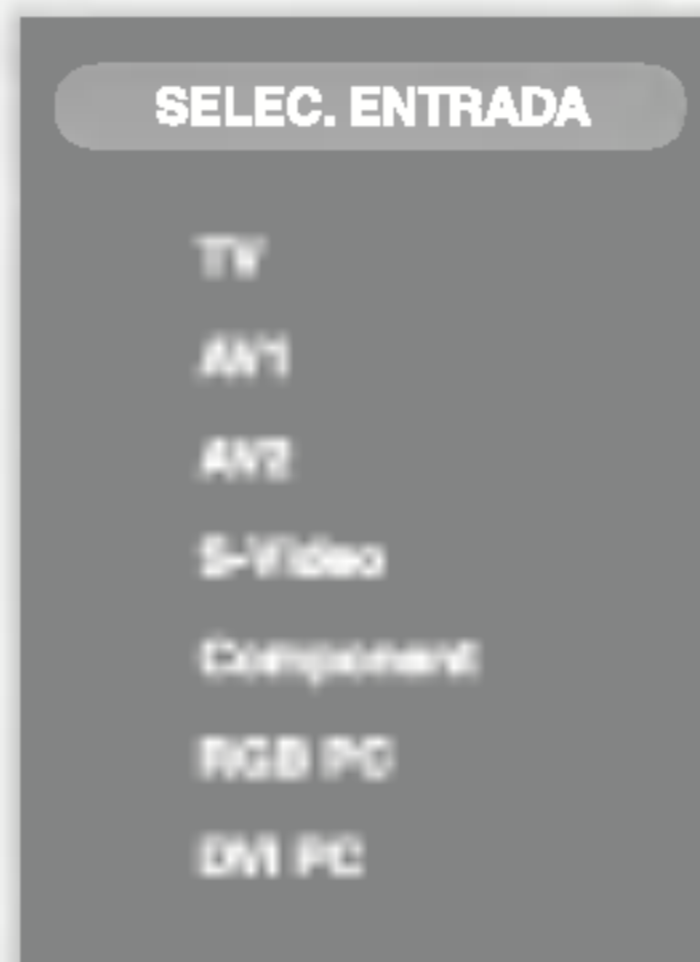 SELEC. ENTRADA
TV
AV1
AV2
S-Video
Component
RGB PC
DVI PC